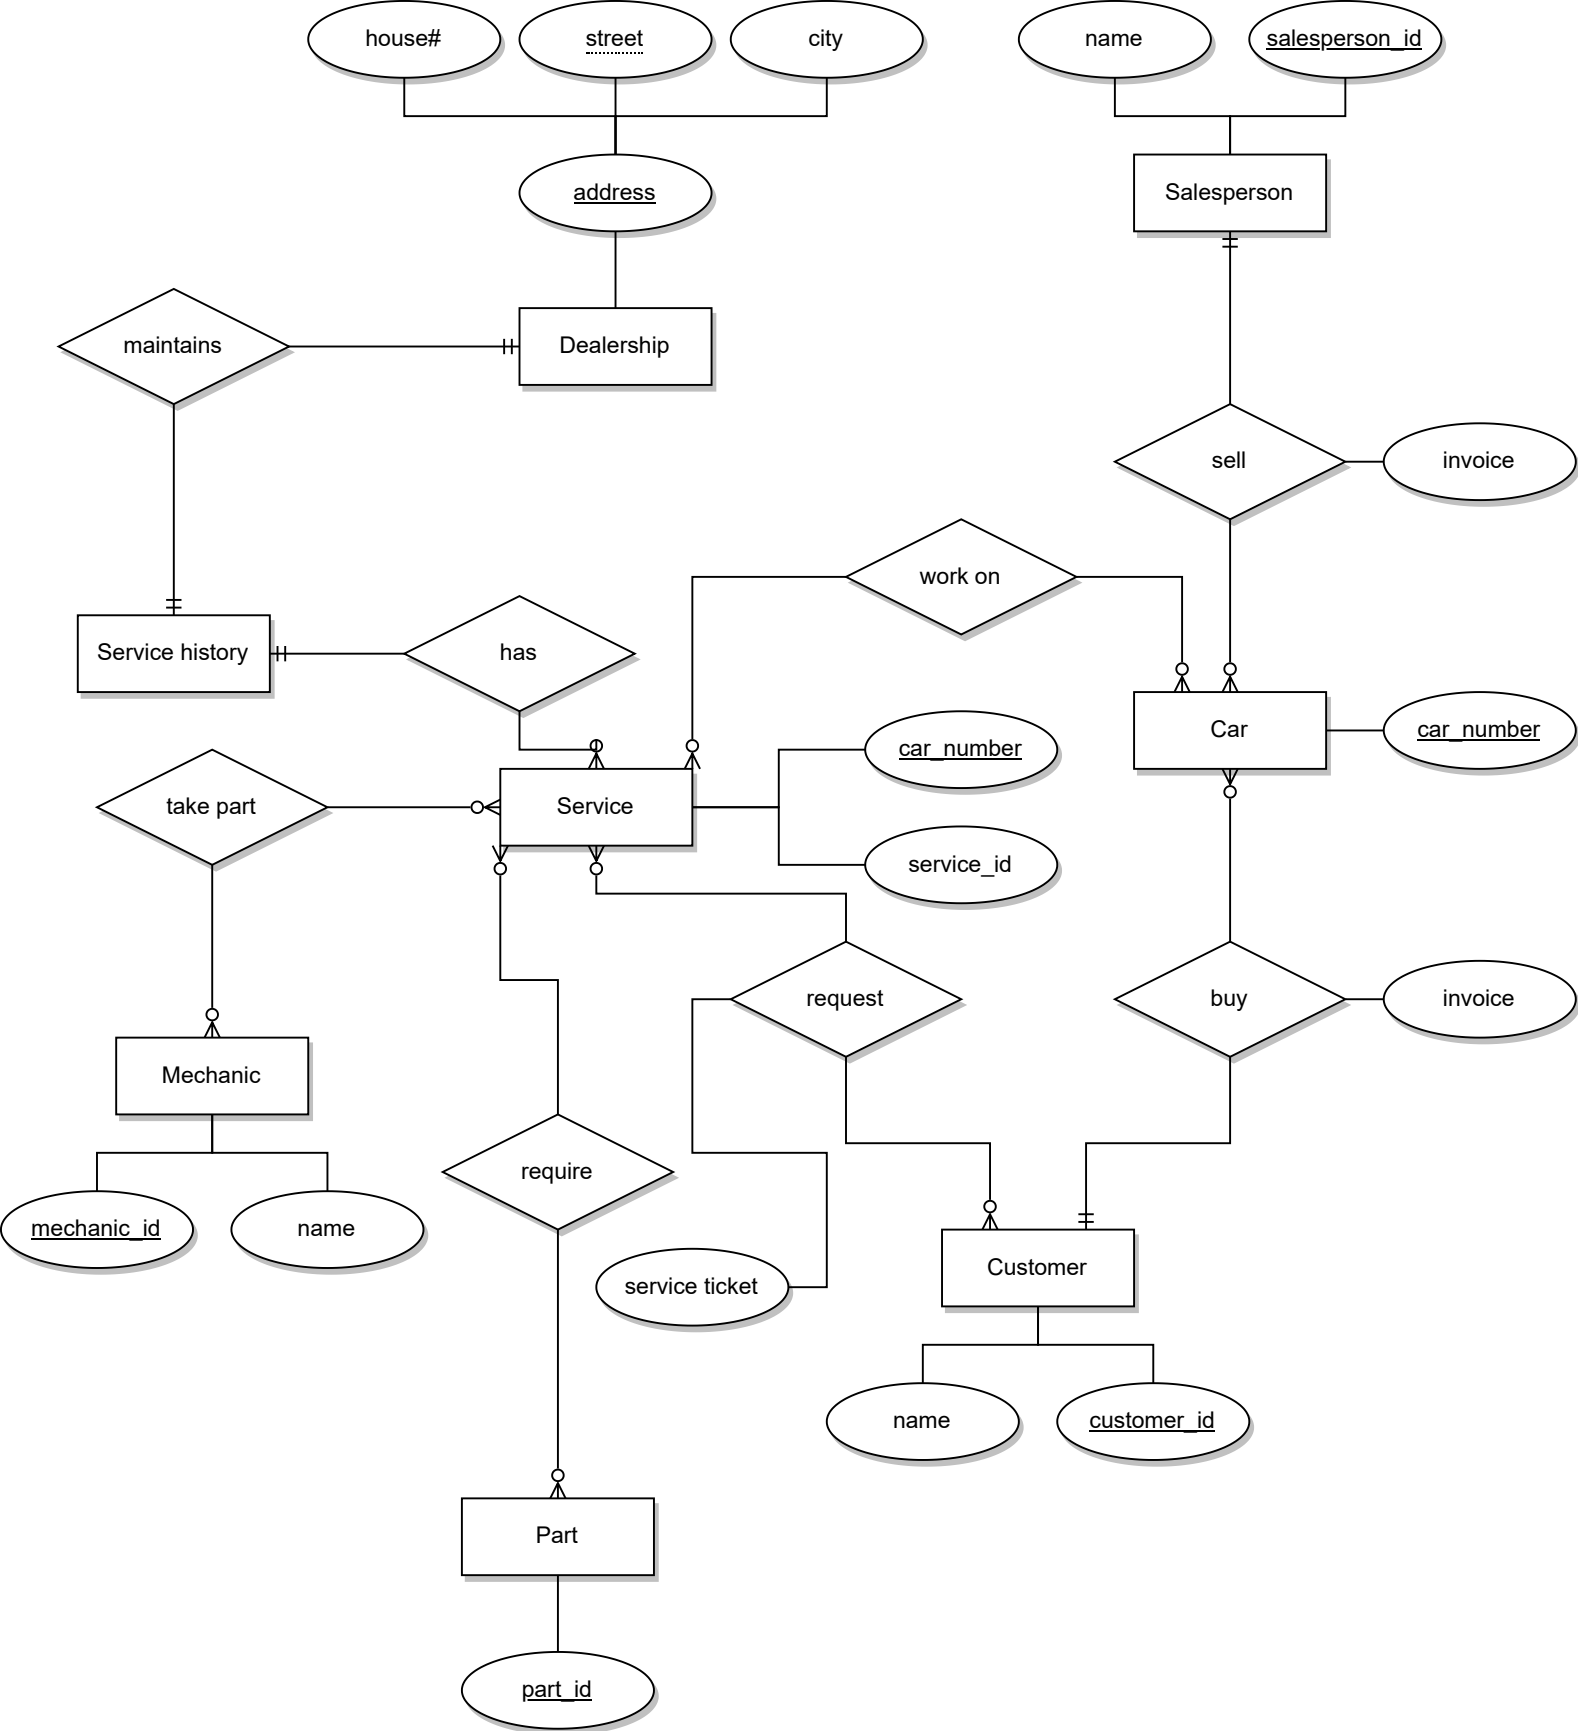 house#
street
city
name
salesperson_id
address
Salesperson
maintains
Dealership
sell
invoice
work on
Service history
has
Car
car_number
car_number
take part
Service
service_id
request
buy
invoice
Mechanic
require
mechanic_id
name
service ticket
Customer
name
customer_id
Part
part_id